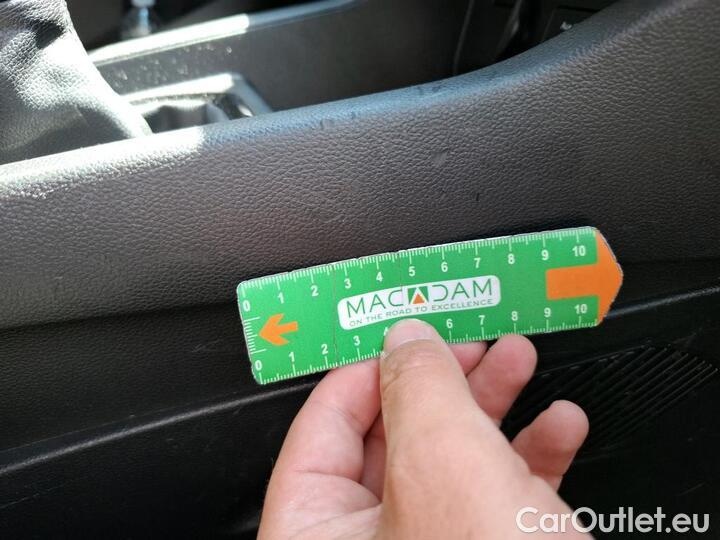 0 1 2 3 4 5 6 7 8 9 10
MACADAM
ON THE ROAD TO EXCELLENCE
0 1 2 3 4 6 7 8 9 10
CarOutlet.eu